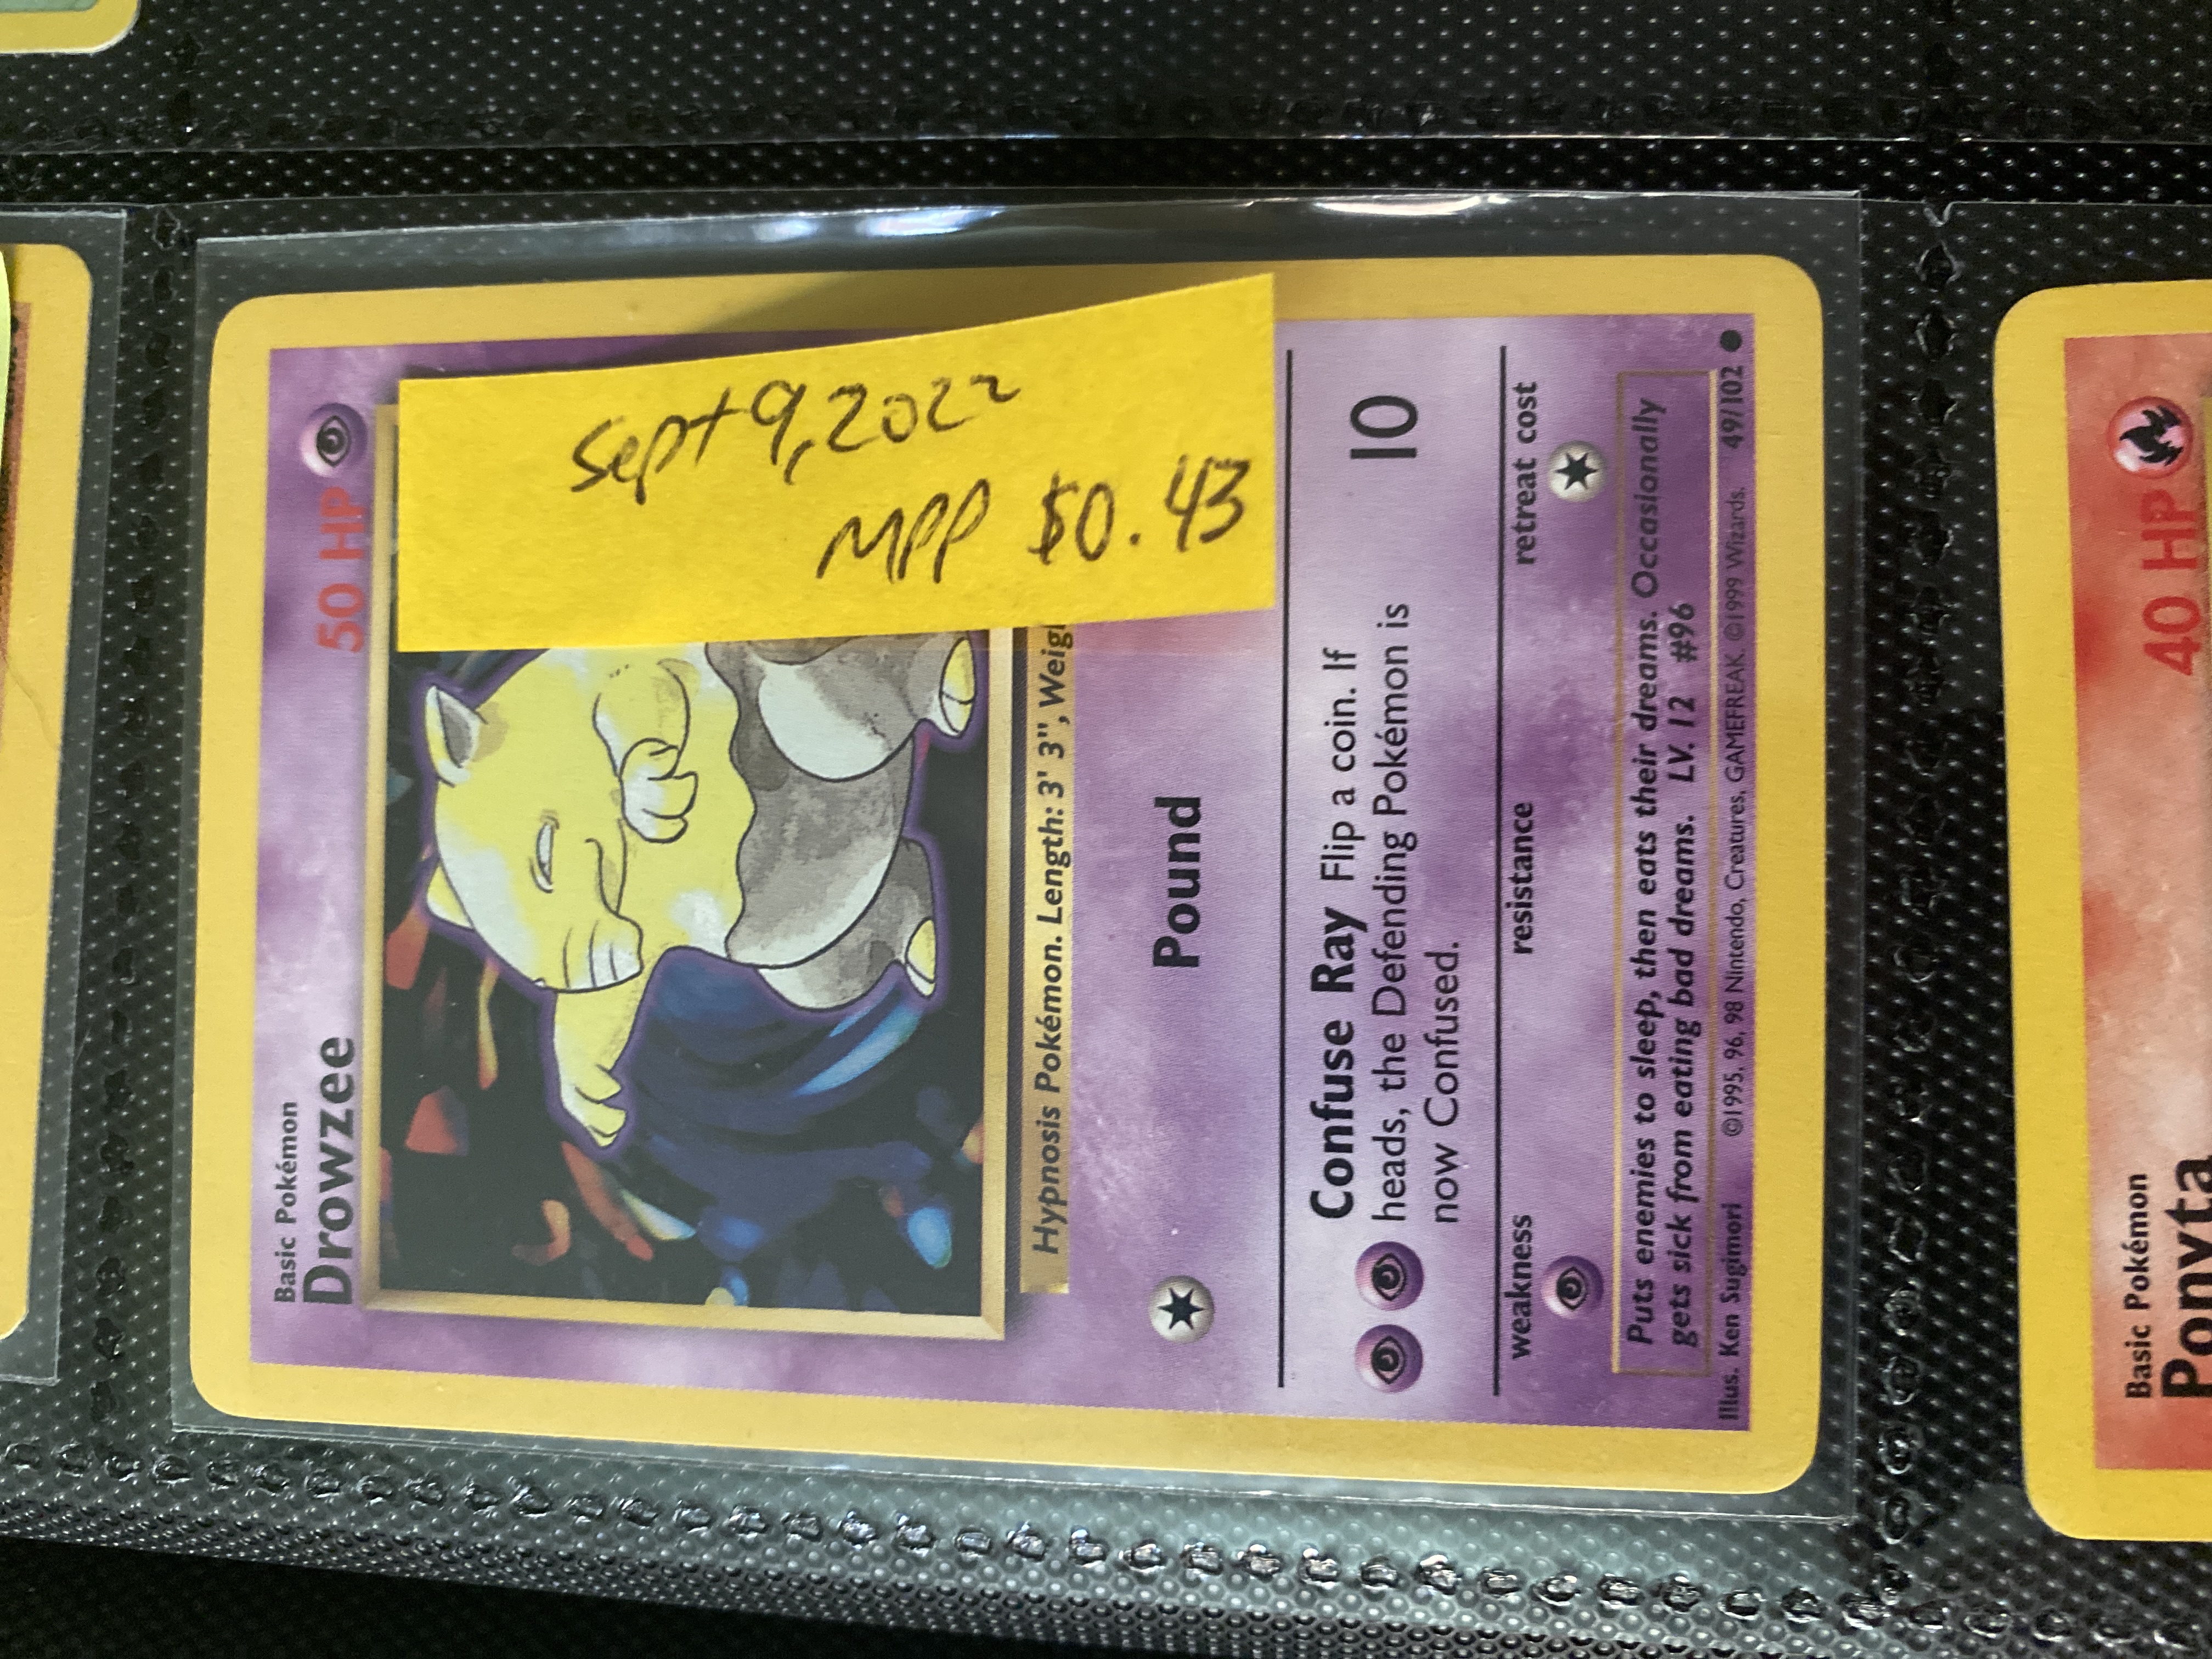 Basic Pokémon
Drowzee
50 HP
sept 9, 2022
MPP $0.43
Hypnosis Pokémon. Length: 3' 3", Weig
Pound
10
Confuse Ray Flip a coin. If
heads, the Defending Pokémon is
now Confused.
weakness
resistance
retreat cost
Puts enemies to sleep, then eats their dreams. Occasionally
gets sick from eating bad dreams. LV. 12 #96
Illus. Ken Sugimori ©1995, 96, 98 Nintendo, Creatures, GAMEFREAK. ©1999 Wizards. 49/102
Basic Pokémon
Ponyta
40 HP